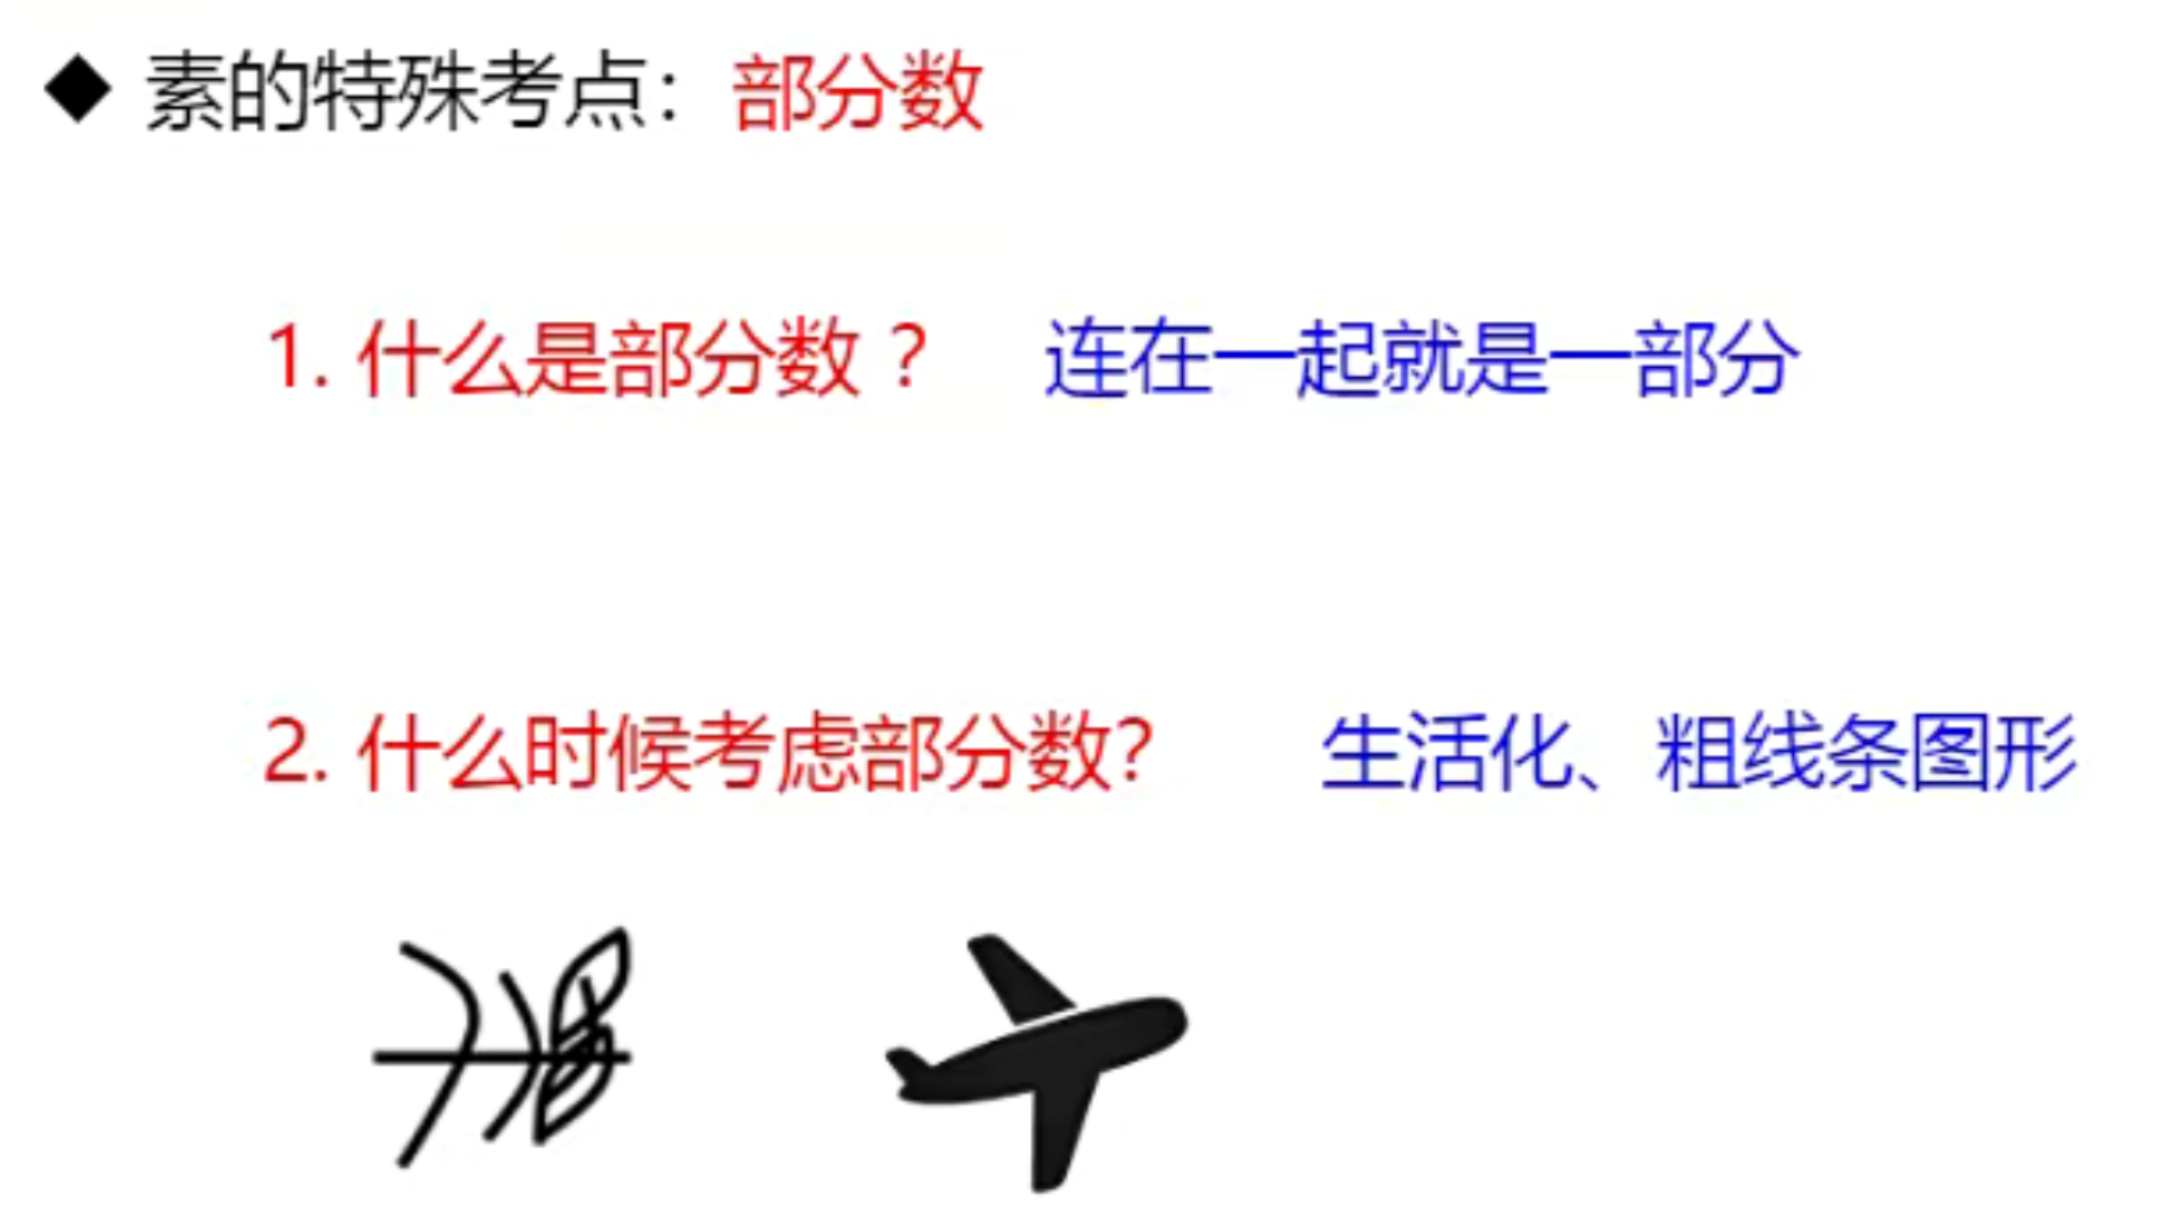 ◆ 素的特殊考点：部分数
1. 什么是部分数？ 连在一起就是一部分
2. 什么时候考虑部分数? 生活化、粗线条图形